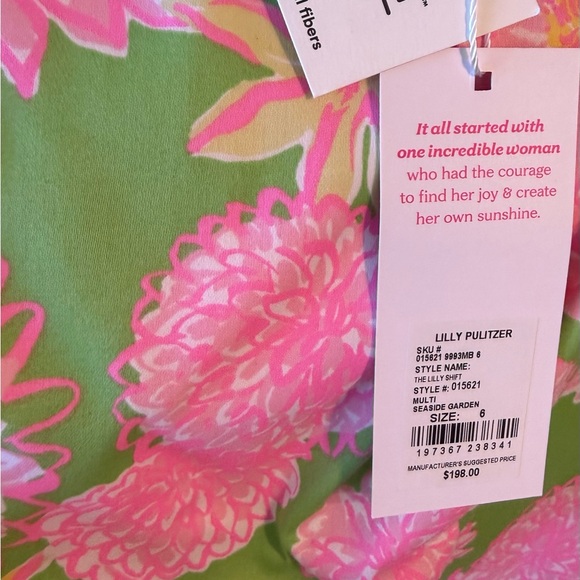 l fibers
™
It all started with
one incredible woman
who had the courage
to find her joy & create
her own sunshine.
LILLY PULITZER
SKU #
015621 9993MB 6
STYLE NAME:
THE LILLY SHIFT
STYLE #: 015621
MULTI
SEASIDE GARDEN
SIZE: 6
197367 238341
MANUFACTURER'S SUGGESTED PRICE
$198.00